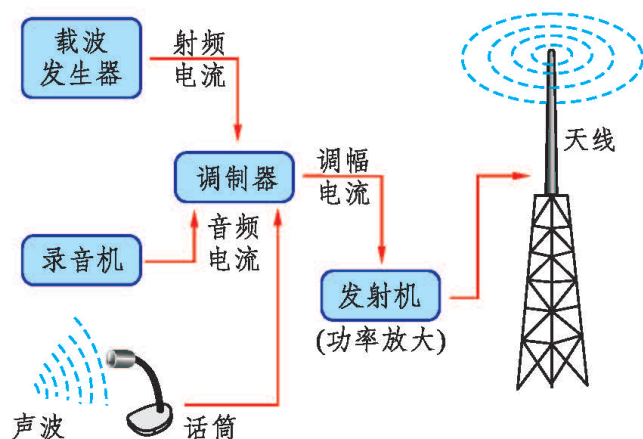 载波
发生器
射频
电流
天线
调制器
调幅
电流
录音机
音频
电流
发射机
(功率放大)
声波
话筒